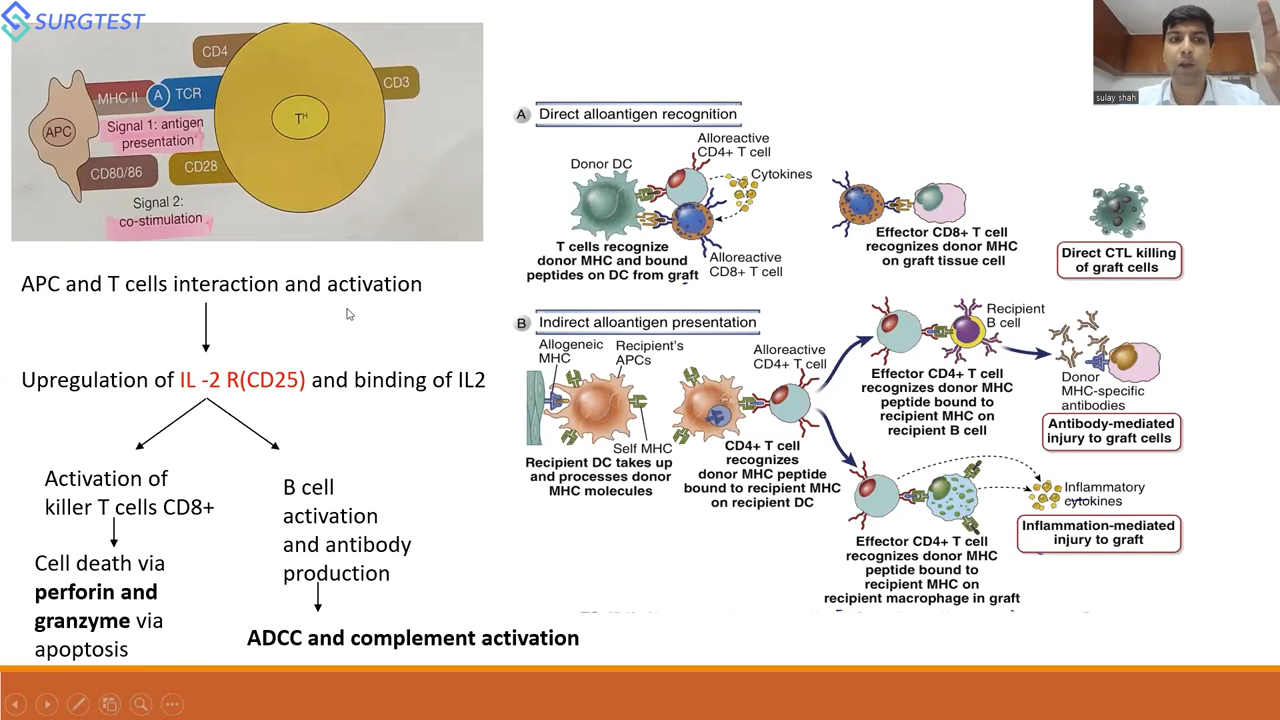 SURGTEST
CD4
CD3
MHC II
A
TCR
APC
Signal 1: antigen
presentation
TH
CD80/86
CD28
Signal 2:
co-stimulation
APC and T cells interaction and activation
Upregulation of IL -2 R(CD25) and binding of IL2
Activation of
killer T cells CD8+
Cell death via
perforin and
granzyme via
apoptosis
B cell
activation
and antibody
production
ADCC and complement activation
sulay shah
A Direct alloantigen recognition
Donor DC
Alloreactive
CD4+ T cell
Cytokines
T cells recognize
donor MHC and bound
peptides on DC from graft
Alloreactive
CD8+ T cell
Effector CD8+ T cell
recognizes donor MHC
on graft tissue cell
Direct CTL killing
of graft cells
B Indirect alloantigen presentation
Allogeneic
MHC
Recipient's
APCs
Self MHC
Recipient DC takes up
and processes donor
MHC molecules
Alloreactive
CD4+ T cell
CD4+ T cell
recognizes
donor MHC peptide
bound to recipient MHC
on recipient DC
Recipient
B cell
Effector CD4+ T cell
recognizes donor MHC
peptide bound to
recipient MHC on
recipient B cell
Donor
MHC-specific
antibodies
Antibody-mediated
injury to graft cells
Inflammatory
cytokines
Inflammation-mediated
injury to graft
Effector CD4+ T cell
recognizes donor MHC
peptide bound to
recipient MHC on
recipient macrophage in graft